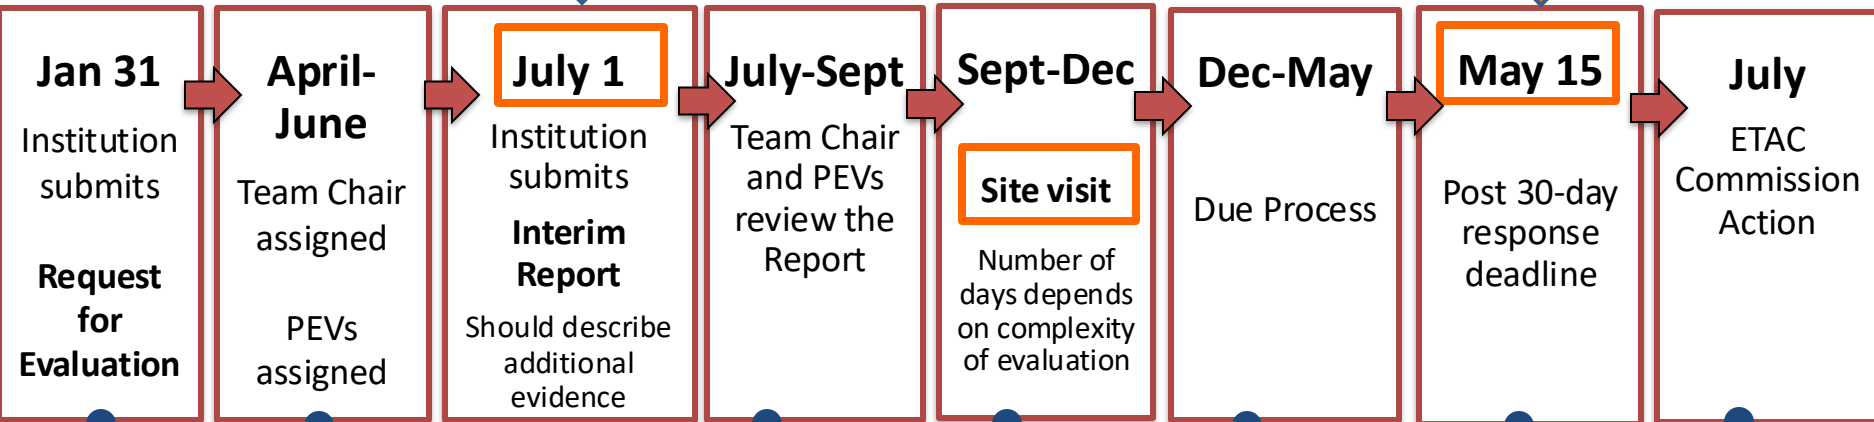 Jan 31
Institution
submits
Request
for
Evaluation
April-
June
Team Chair
assigned
PEVs
assigned
July 1
Institution
submits
Interim
Report
Should describe
additional
evidence
July-Sept
Team Chair
and PEVs
review the
Report
Sept-Dec
Site visit
Number of
days depends
on complexity
of evaluation
Dec-May
Due Process
May 15
Post 30-day
response
deadline
July
ETAC
Commission
Action